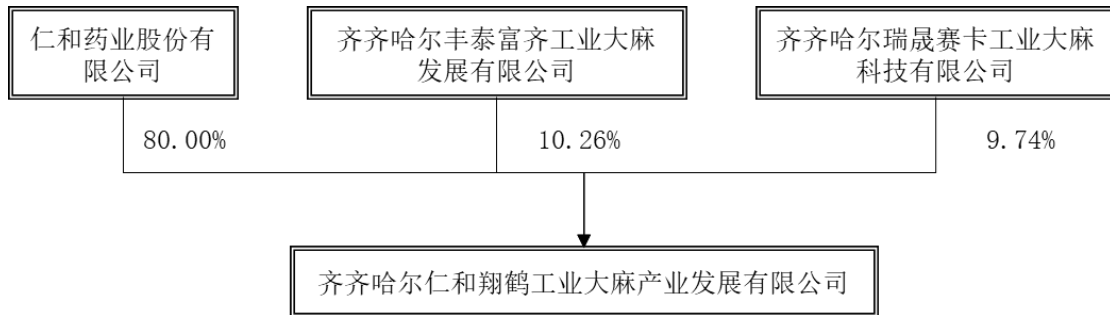 仁和药业股份有
限公司
齐齐哈尔丰泰富齐工业大麻
发展有限公司
齐齐哈尔瑞晟赛卡工业大麻
科技有限公司
80.00%
10.26%
9.74%
齐齐哈尔仁和翔鹤工业大麻产业发展有限公司